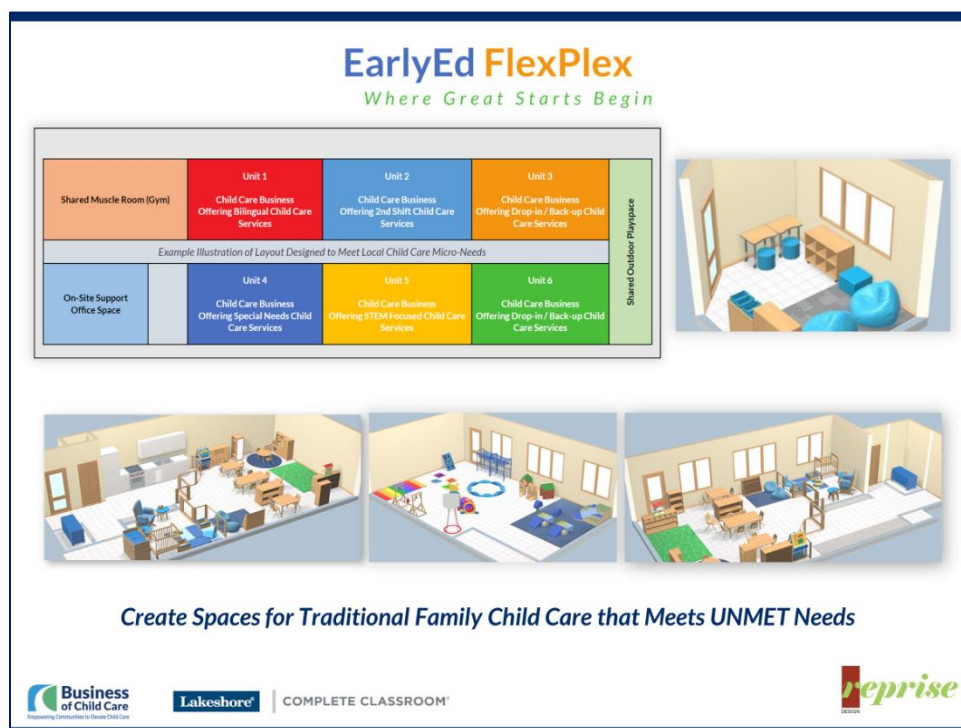 EarlyEd FlexPlex
Where Great Starts Begin
Shared Muscle Room (Gym)
Unit 1
Child Care Business
Offering Bilingual Child Care
Services
Unit 2
Child Care Business
Offering 2nd Shift Child Care
Services
Unit 3
Child Care Business
Offering Drop-in / Back-up Child
Care Services
Shared Outdoor Playspace
Example Illustration of Layout Designed to Meet Local Child Care Micro-Needs
On-Site Support
Office Space
Unit 4
Child Care Business
Offering Special Needs Child
Care Services
Unit 5
Child Care Business
Offering STEM Focused Child Care
Services
Unit 6
Child Care Business
Offering Drop-in / Back-up Child
Care Services
Create Spaces for Traditional Family Child Care that Meets UNMET Needs
Business
of Child Care
Empowering Communities to Elevate Child Care
Lakeshore® COMPLETE CLASSROOM®
reprise
DESIGN